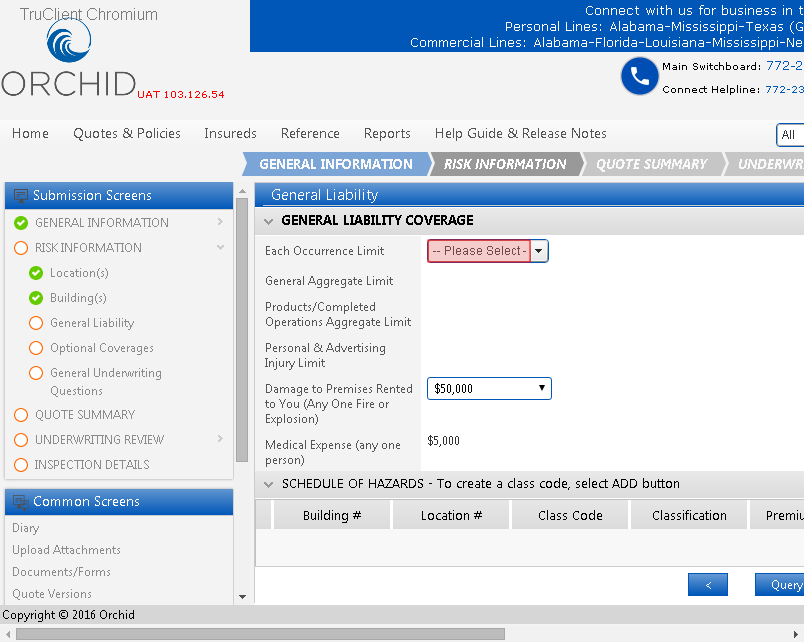 TruClient Chromium
Connect with us for business in t
Personal Lines: Alabama-Mississippi-Texas (G
Commercial Lines: Alabama-Florida-Louisiana-Mississippi-Ne
ORCHID
UAT 103.126.54
Main Switchboard: 772-2
Connect Helpline: 772-23
Home Quotes & Policies Insureds Reference Reports Help Guide & Release Notes
All
GENERAL INFORMATION RISK INFORMATION QUOTE SUMMARY UNDERWR
Submission Screens
GENERAL INFORMATION
RISK INFORMATION
Location(s)
Building(s)
General Liability
Optional Coverages
General Underwriting
Questions
QUOTE SUMMARY
UNDERWRITING REVIEW
INSPECTION DETAILS
Common Screens
Diary
Upload Attachments
Documents/Forms
Quote Versions
General Liability
GENERAL LIABILITY COVERAGE
Each Occurrence Limit -- Please Select -
General Aggregate Limit
Products/Completed
Operations Aggregate Limit
Personal & Advertising
Injury Limit
Damage to Premises Rented
to You (Any One Fire or
Explosion)
$50,000
Medical Expense (any one
person)
$5,000
SCHEDULE OF HAZARDS - To create a class code, select ADD button
Building # Location # Class Code Classification Premiu
< Query
Copyright © 2016 Orchid